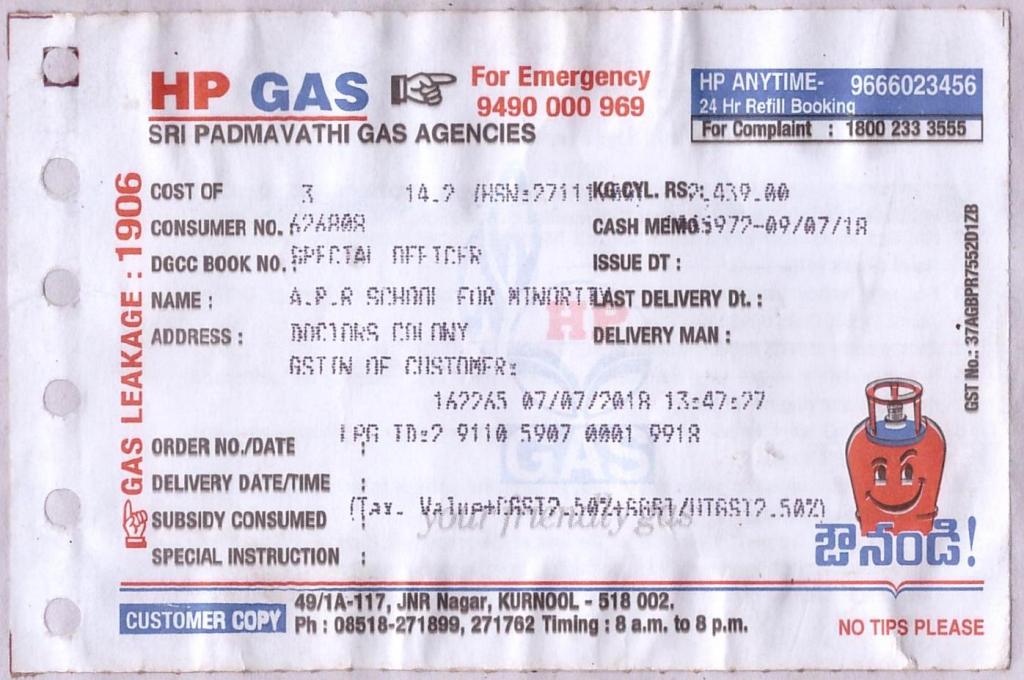 HP GAS
For Emergency
9490 000 969
HP ANYTIME- 9666023456
24 Hr Refill Booking
For Complaint : 1800 233 3555
SRI PADMAVATHI GAS AGENCIES
GAS LEAKAGE : 1906
COST OF 3 14.2 /HSN:27111 KG.CYL. RS.: 2,439.00
CONSUMER NO. 626808 CASH MEMO 5972-09/07/18
DGCC BOOK NO. : SPECIAL OFFICER ISSUE DT :
NAME : A.P.R SCHOOL FOR MINORITY LAST DELIVERY Dt. :
ADDRESS : DOCTORS COLONY DELIVERY MAN :
GSTIN OF CUSTOMER:
162265 07/07/2018 13:47:27
ORDER NO./DATE : LPG ID:2 9110 5907 0001 9918
DELIVERY DATE/TIME :
SUBSIDY CONSUMED : (Tax. Value+CGST2.50%+SGST/UTGST2.50%)
SPECIAL INSTRUCTION :
HP
GAS
your friendly gas
GST No.: 37AGBPR7552D1ZB
ఔనండి!
CUSTOMER COPY
49/1A-117, JNR Nagar, KURNOOL - 518 002.
Ph : 08518-271899, 271762 Timing : 8 a.m. to 8 p.m.
NO TIPS PLEASE